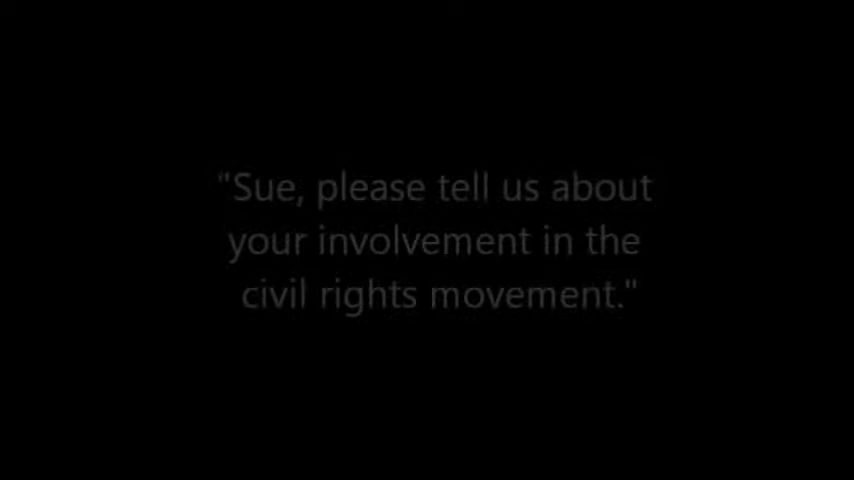 "Sue, please tell us about
your involvement in the
civil rights movement."